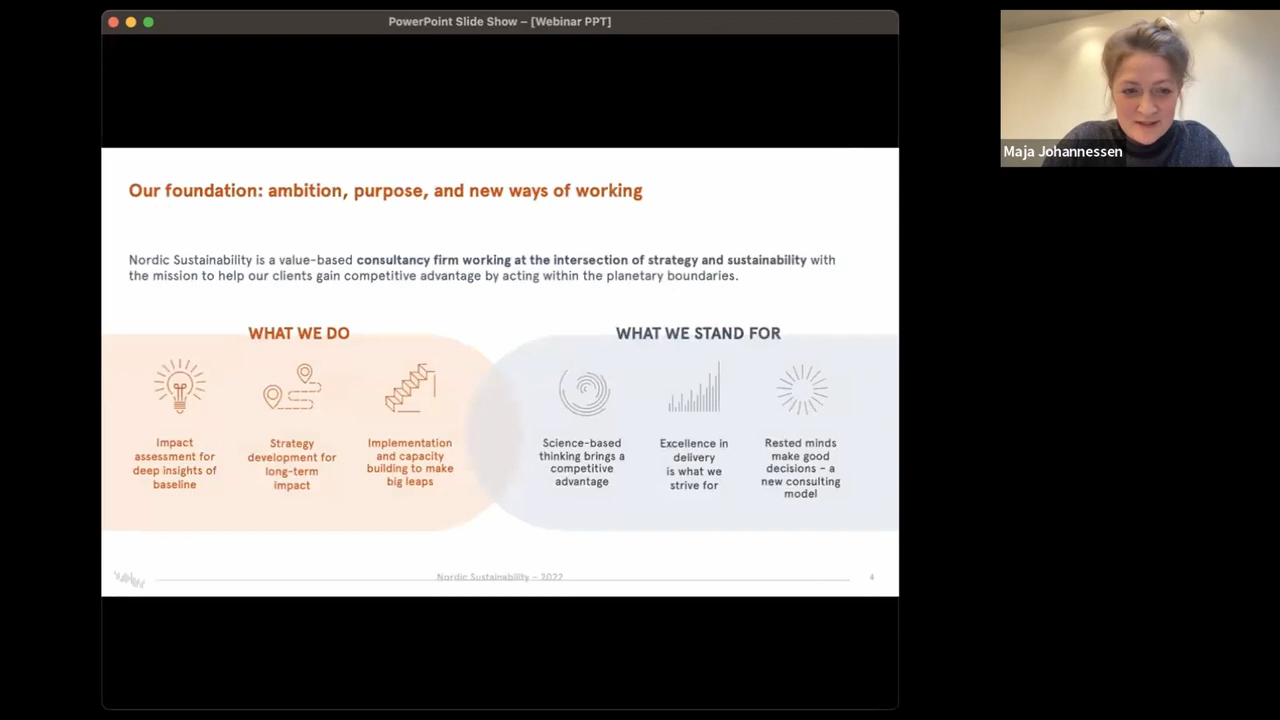 PowerPoint Slide Show – [Webinar PPT]
Maja Johannessen
Our foundation: ambition, purpose, and new ways of working
Nordic Sustainability is a value-based consultancy firm working at the intersection of strategy and sustainability with
the mission to help our clients gain competitive advantage by acting within the planetary boundaries.
WHAT WE DO
Impact
assessment for
deep insights of
baseline
Strategy
development for
long-term
impact
Implementation
and capacity
building to make
big leaps
WHAT WE STAND FOR
Science-based
thinking brings a
competitive
advantage
Excellence in
delivery
is what we
strive for
Rested minds
make good
decisions – a
new consulting
model
Nordic Sustainability – 2022
4